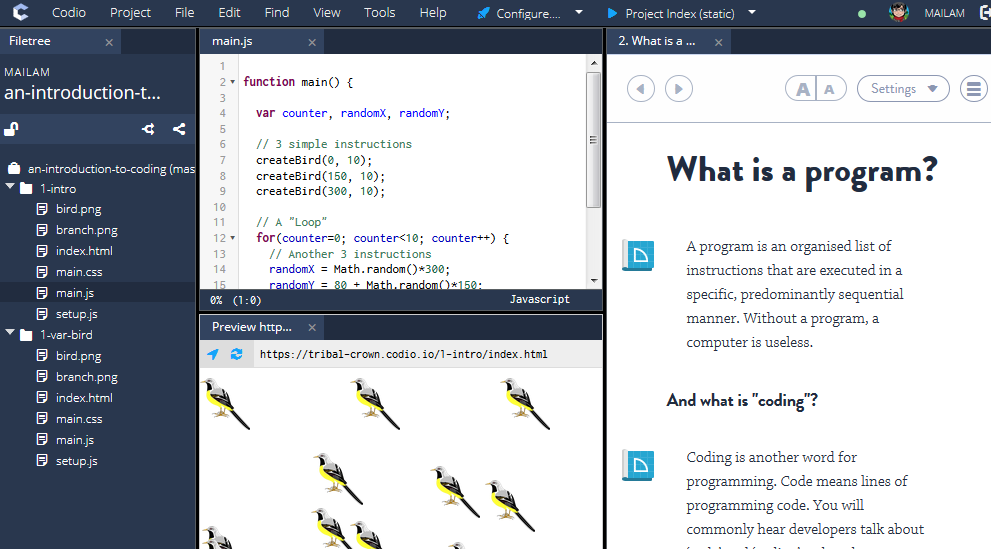 Codio Project File Edit Find View Tools Help Configure.... Project Index (static) MAILAM
Filetree ×
MAILAM
an-introduction-t...
an-introduction-to-coding (mas
1-intro
bird.png
branch.png
index.html
main.css
main.js
setup.js
1-var-bird
bird.png
branch.png
index.html
main.css
main.js
setup.js
main.js ×
1
2 function main() {
3
4 var counter, randomX, randomY;
5
6 // 3 simple instructions
7 createBird(0, 10);
8 createBird(150, 10);
9 createBird(300, 10);
10
11 // A "Loop"
12 for(counter=0; counter<10; counter++) {
13 // Another 3 instructions
14 randomX = Math.random()*300;
15 randomY = 80 + Math.random()*150;
0% (1:0) Javascript
Preview http... ×
https://tribal-crown.codio.io/1-intro/index.html
2. What is a ... ×
A A Settings
What is a program?
A program is an organised list of
instructions that are executed in a
specific, predominantly sequential
manner. Without a program, a
computer is useless.
And what is "coding"?
Coding is another word for
programming. Code means lines of
programming code. You will
commonly hear developers talk about